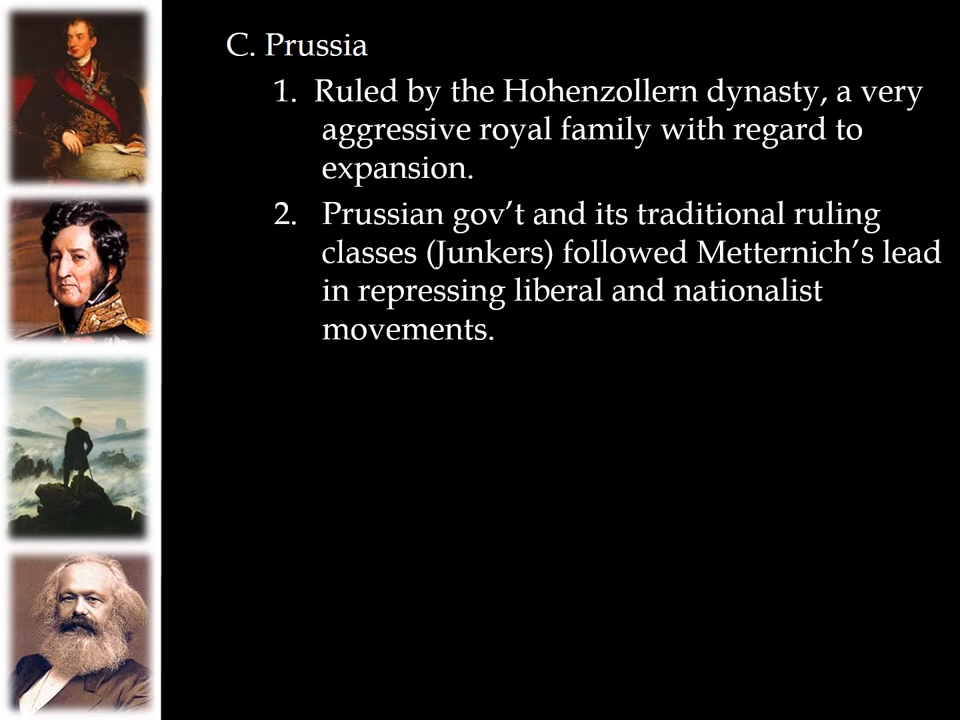 C. Prussia
1. Ruled by the Hohenzollern dynasty, a very
aggressive royal family with regard to
expansion.
2. Prussian gov’t and its traditional ruling
classes (Junkers) followed Metternich’s lead
in repressing liberal and nationalist
movements.